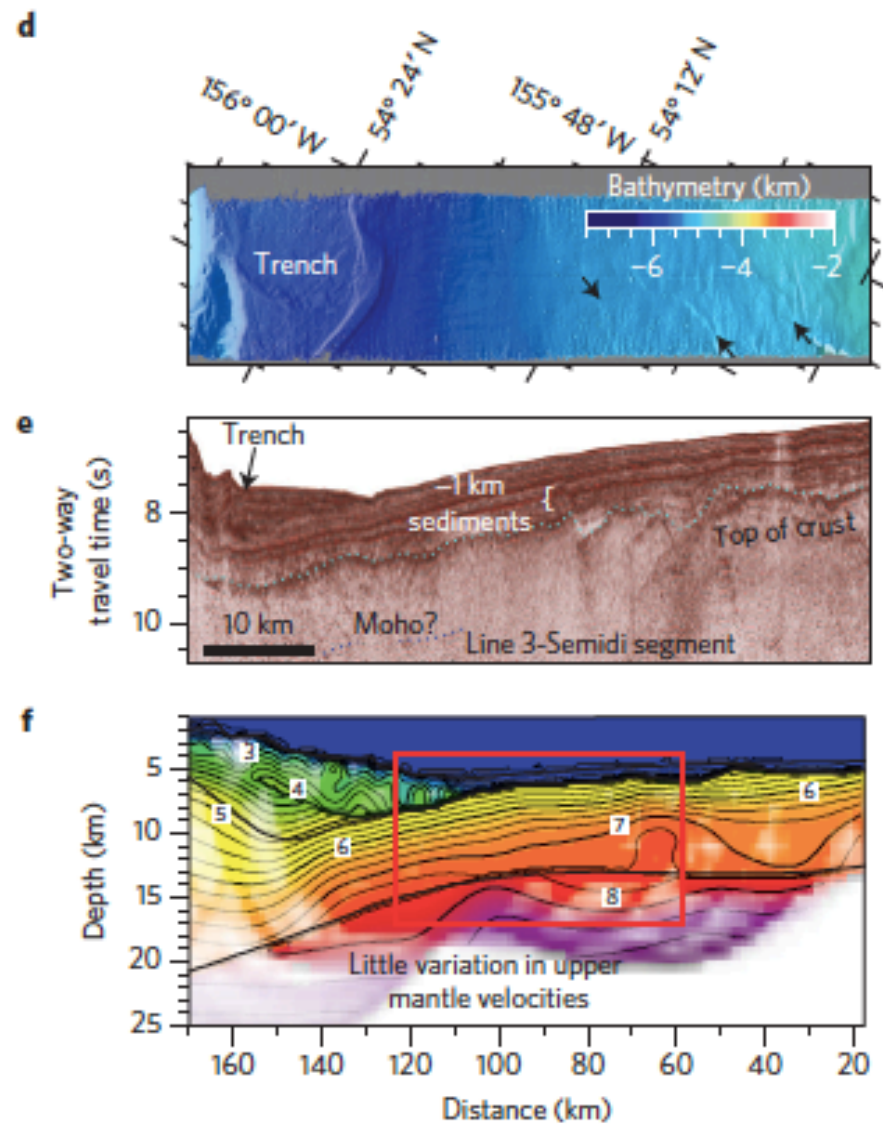 d
156° 00′ W
54° 24′ N
155° 48′ W
54° 12′ N
Bathymetry (km)
Trench
−6
−4
−2
e
Trench
~1 km
sediments
{
Top of crust
Two-way
travel time (s)
8
10
10 km
Moho?
Line 3-Semidi segment
f
3
4
5
6
7
6
8
Little variation in upper
mantle velocities
Depth (km)
5
10
15
20
25
160
140
120
100
80
60
40
20
Distance (km)